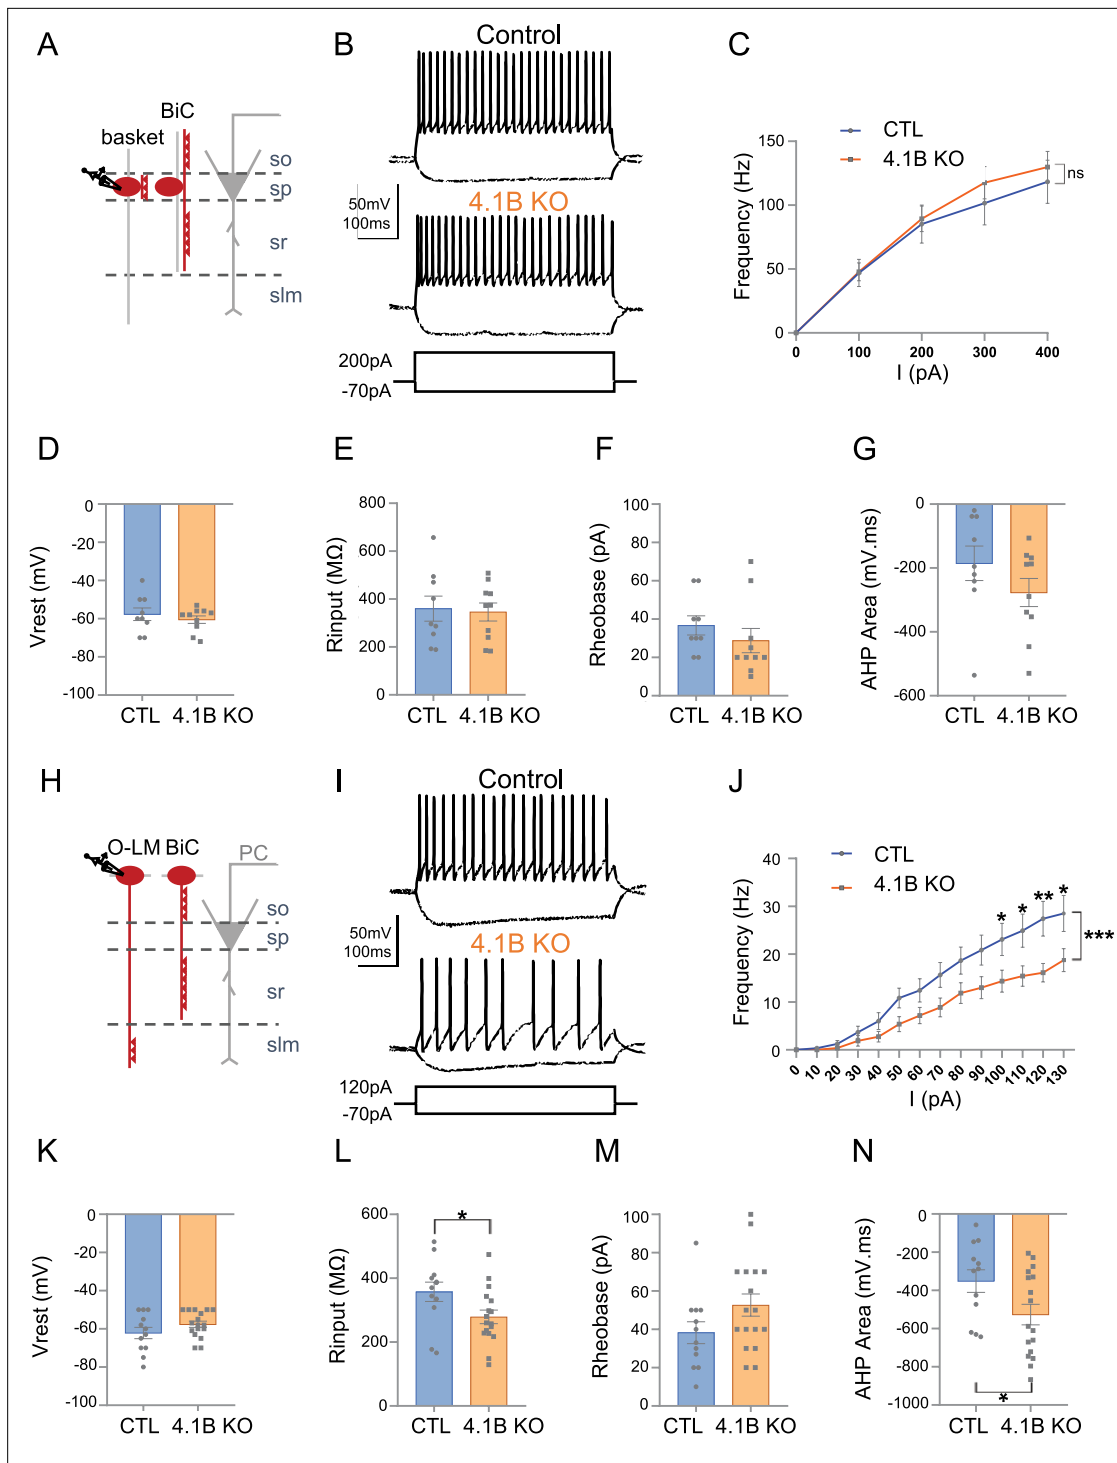 A
B
Control
C
BiC
basket
so
sp
sr
slm
50mV
100ms
4.1B KO
200pA
-70pA
CTL
4.1B KO
Frequency (Hz)
150
100
50
0
ns
0 100 200 300 400
I (pA)
D
Vrest (mV)
0
-20
-40
-60
-80
-100
CTL 4.1B KO
E
Rinput (MΩ)
800
600
400
200
0
CTL 4.1B KO
F
Rheobase (pA)
100
80
60
40
20
0
CTL 4.1B KO
G
AHP Area (mV.ms)
0
-200
-400
-600
CTL 4.1B KO
H
O-LM BiC PC
so
sp
sr
slm
I
Control
50mV
100ms
4.1B KO
120pA
-70pA
J
CTL
4.1B KO
Frequency (Hz)
40
30
20
10
0
* * ** *
***
0 10 20 30 40 50 60 70 80 90 100 110 120 130
I (pA)
K
Vrest (mV)
0
-20
-40
-60
-80
-100
CTL 4.1B KO
L
Rinput (MΩ)
600
400
200
0
*
CTL 4.1B KO
M
Rheobase (pA)
100
80
60
40
20
0
CTL 4.1B KO
N
AHP Area (mV.ms)
0
-200
-400
-600
-800
-1000
*
CTL 4.1B KO